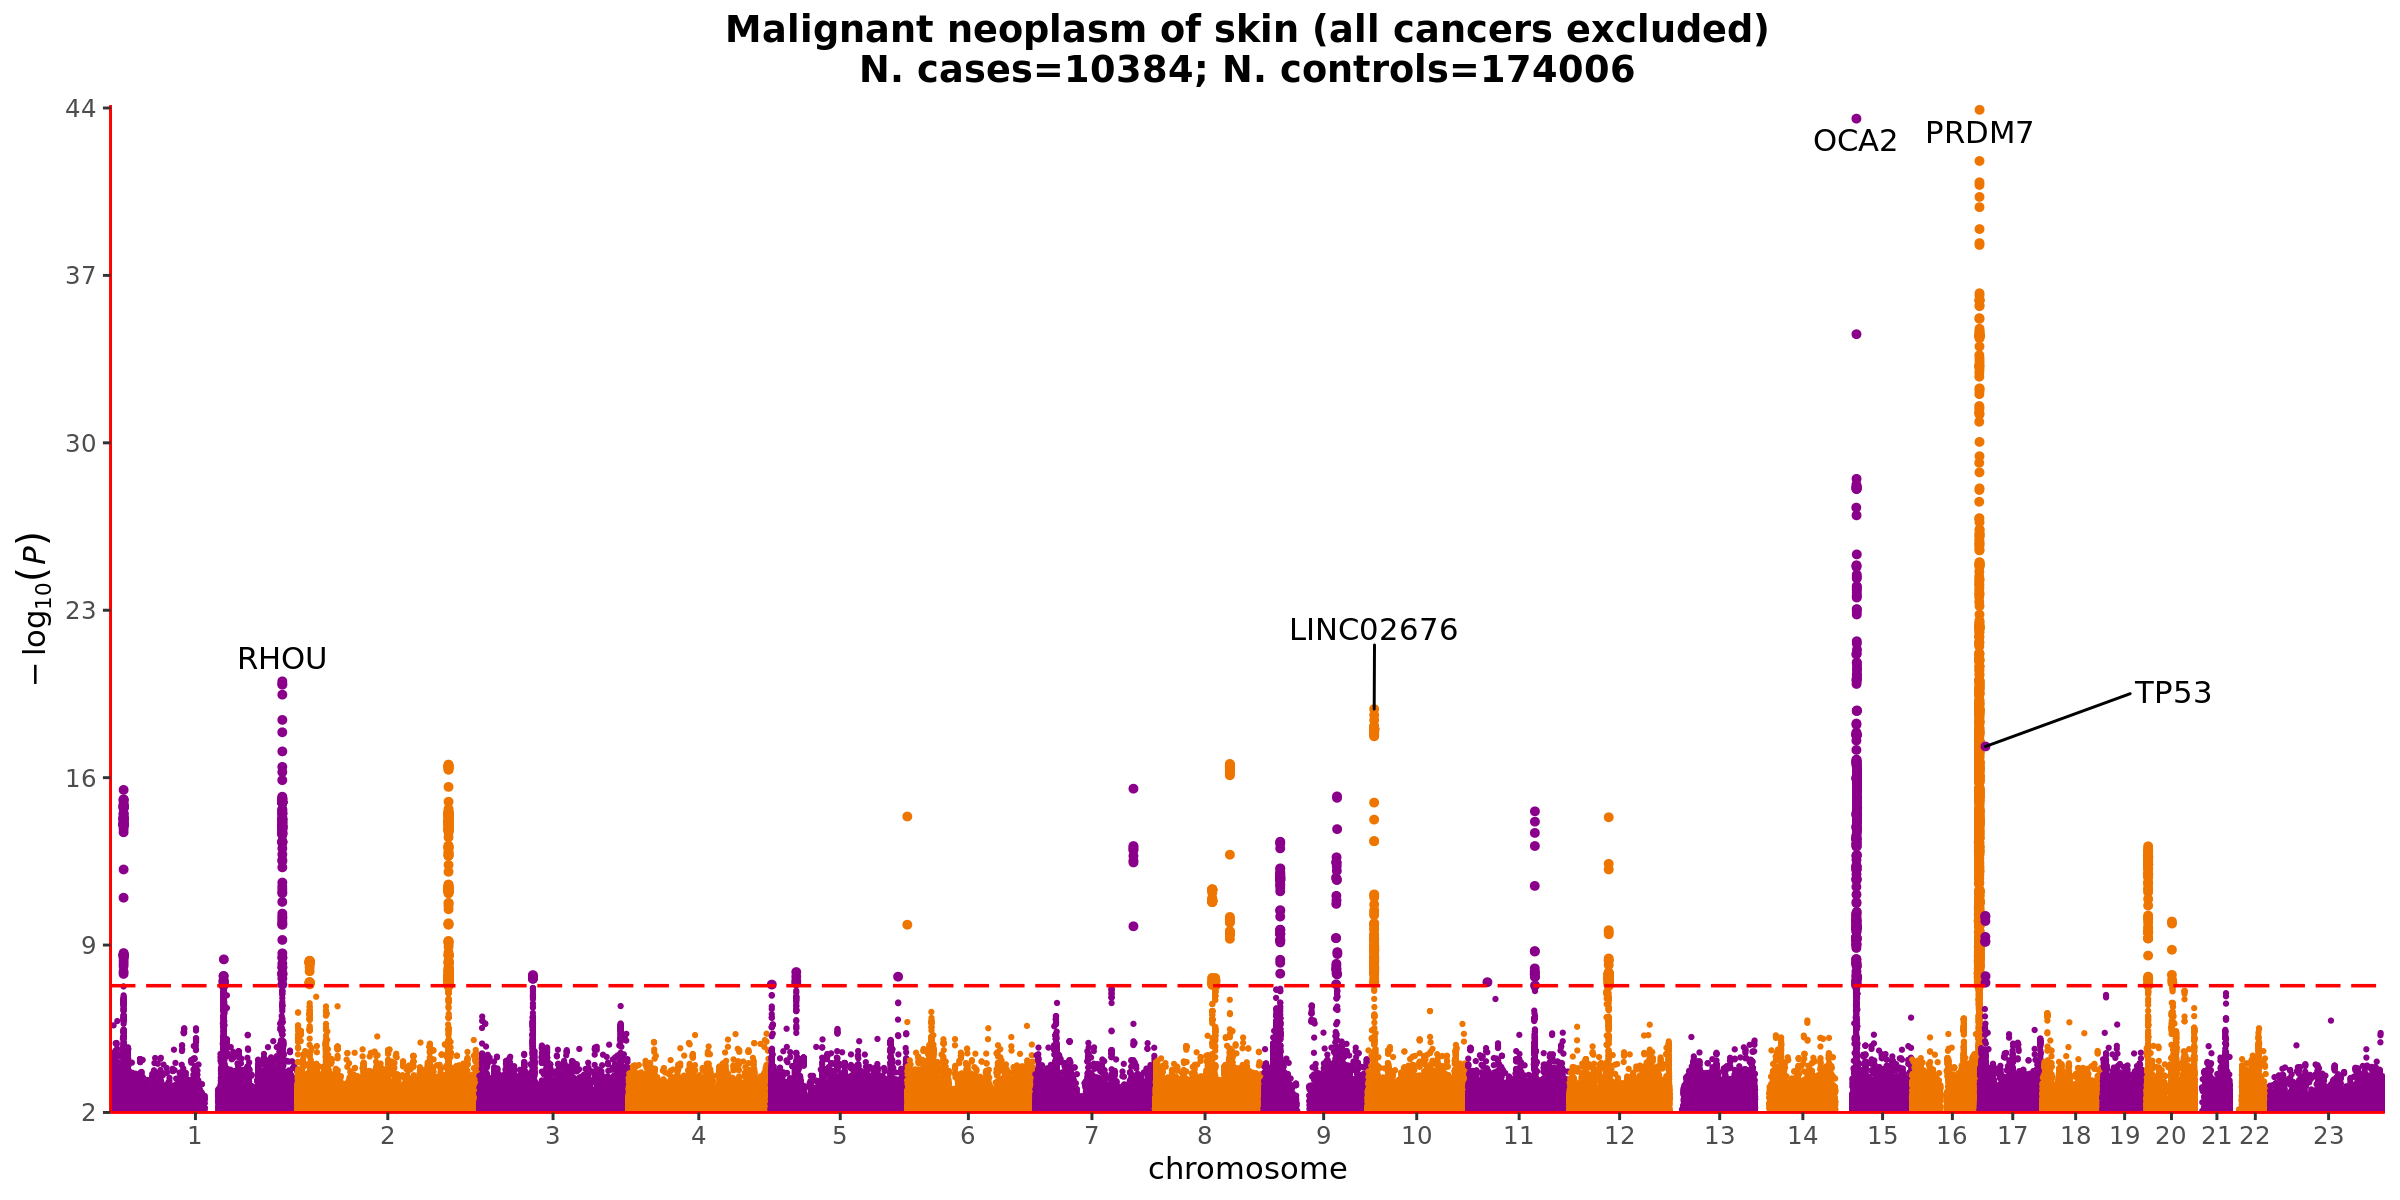 Malignant neoplasm of skin (all cancers excluded)
N. cases=10384; N. controls=174006
44
37
30
23
16
9
2
−log10(P)
OCA2
PRDM7
LINC02676
RHOU
TP53
1 2 3 4 5 6 7 8 9 10 11 12 13 14 15 16 17 18 19 20 21 22 23
chromosome